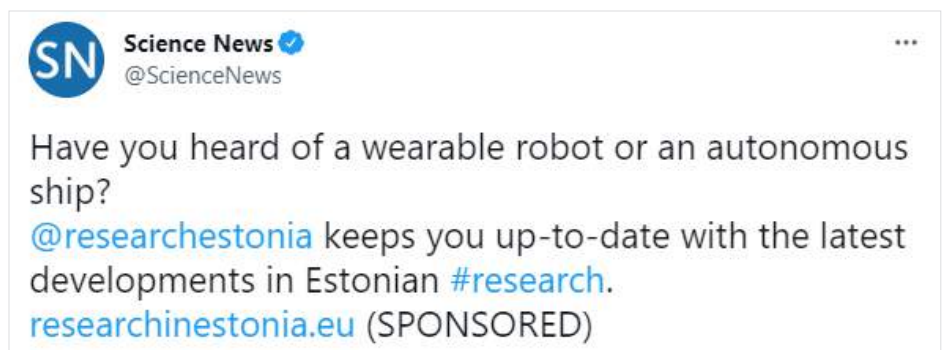 SN
Science News
@ScienceNews
Have you heard of a wearable robot or an autonomous
ship?
@researchestonia keeps you up-to-date with the latest
developments in Estonian #research.
researchinestonia.eu (SPONSORED)